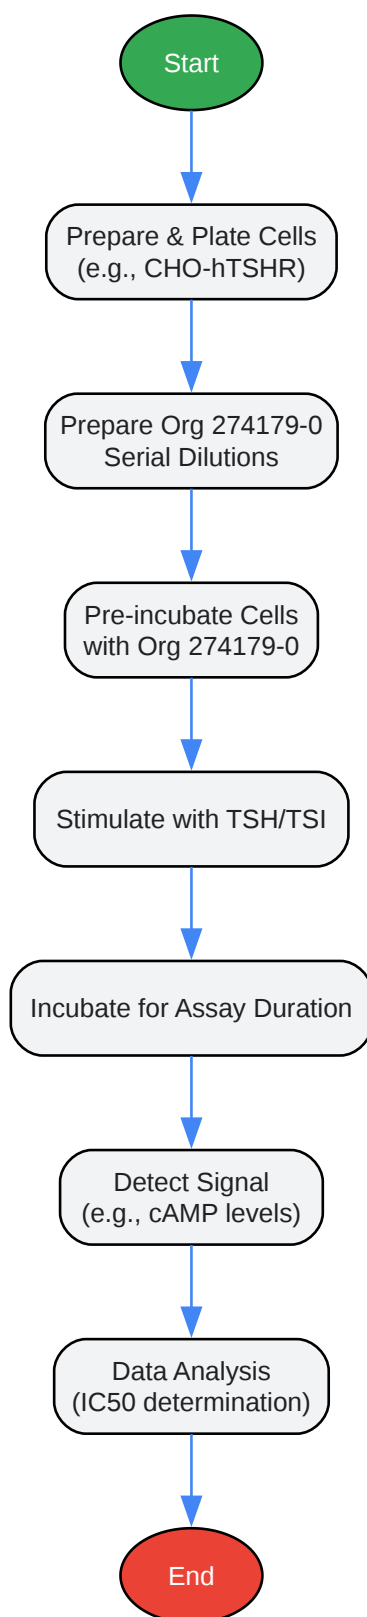 Start
Prepare & Plate Cells
(e.g., CHO-hTSHR)
Prepare Org 274179-0
Serial Dilutions
Pre-incubate Cells
with Org 274179-0
Stimulate with TSH/TSI
Incubate for Assay Duration
Detect Signal
(e.g., cAMP levels)
Data Analysis
(IC50 determination)
End